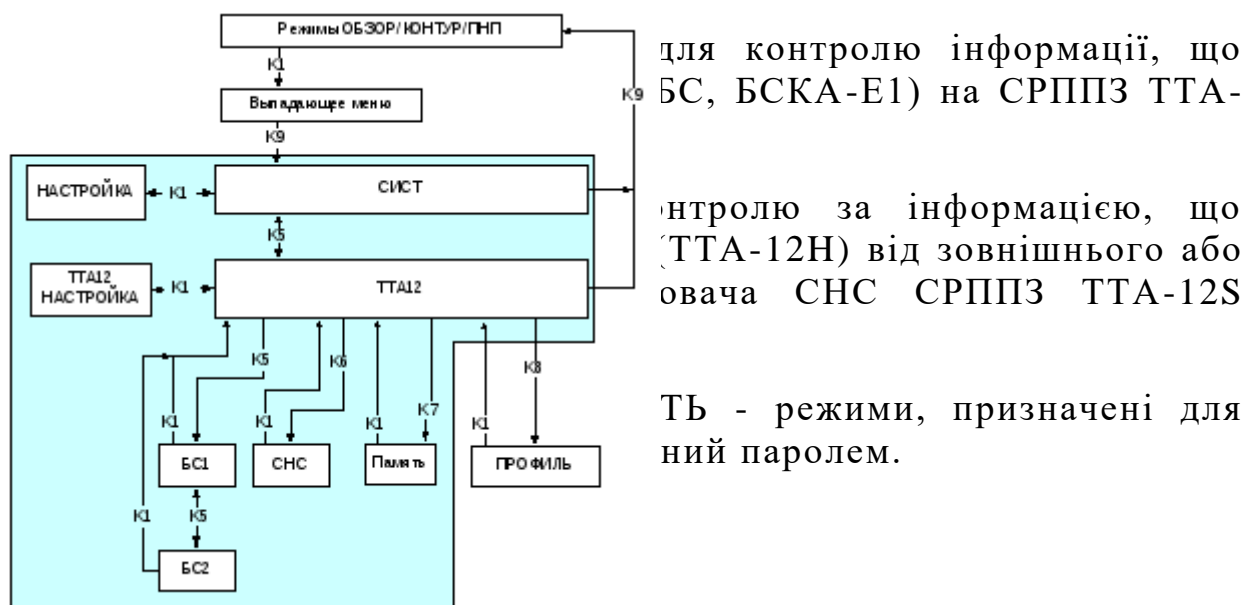 Режимы ОБЗОР/КОНТУР/ПНП
К1
Выпадающее меню
К9
К9
НАСТРОЙКА
К1
СИСТ
К5
ТТА12
НАСТРОЙКА
К1
ТТА12
К5
К6
К8
К1
К1
К1
К7
К1
БС1
СНС
Память
ПРОФИЛЬ
К1
К5
БС2
для контролю інформації, що
БС, БСКА-Е1) на СРППЗ ТТА-
нтролю за інформацією, що
(ТТА-12Н) від зовнішнього або
овача СНС СРППЗ ТТА-12S
ТЬ - режими, призначені для
ний паролем.